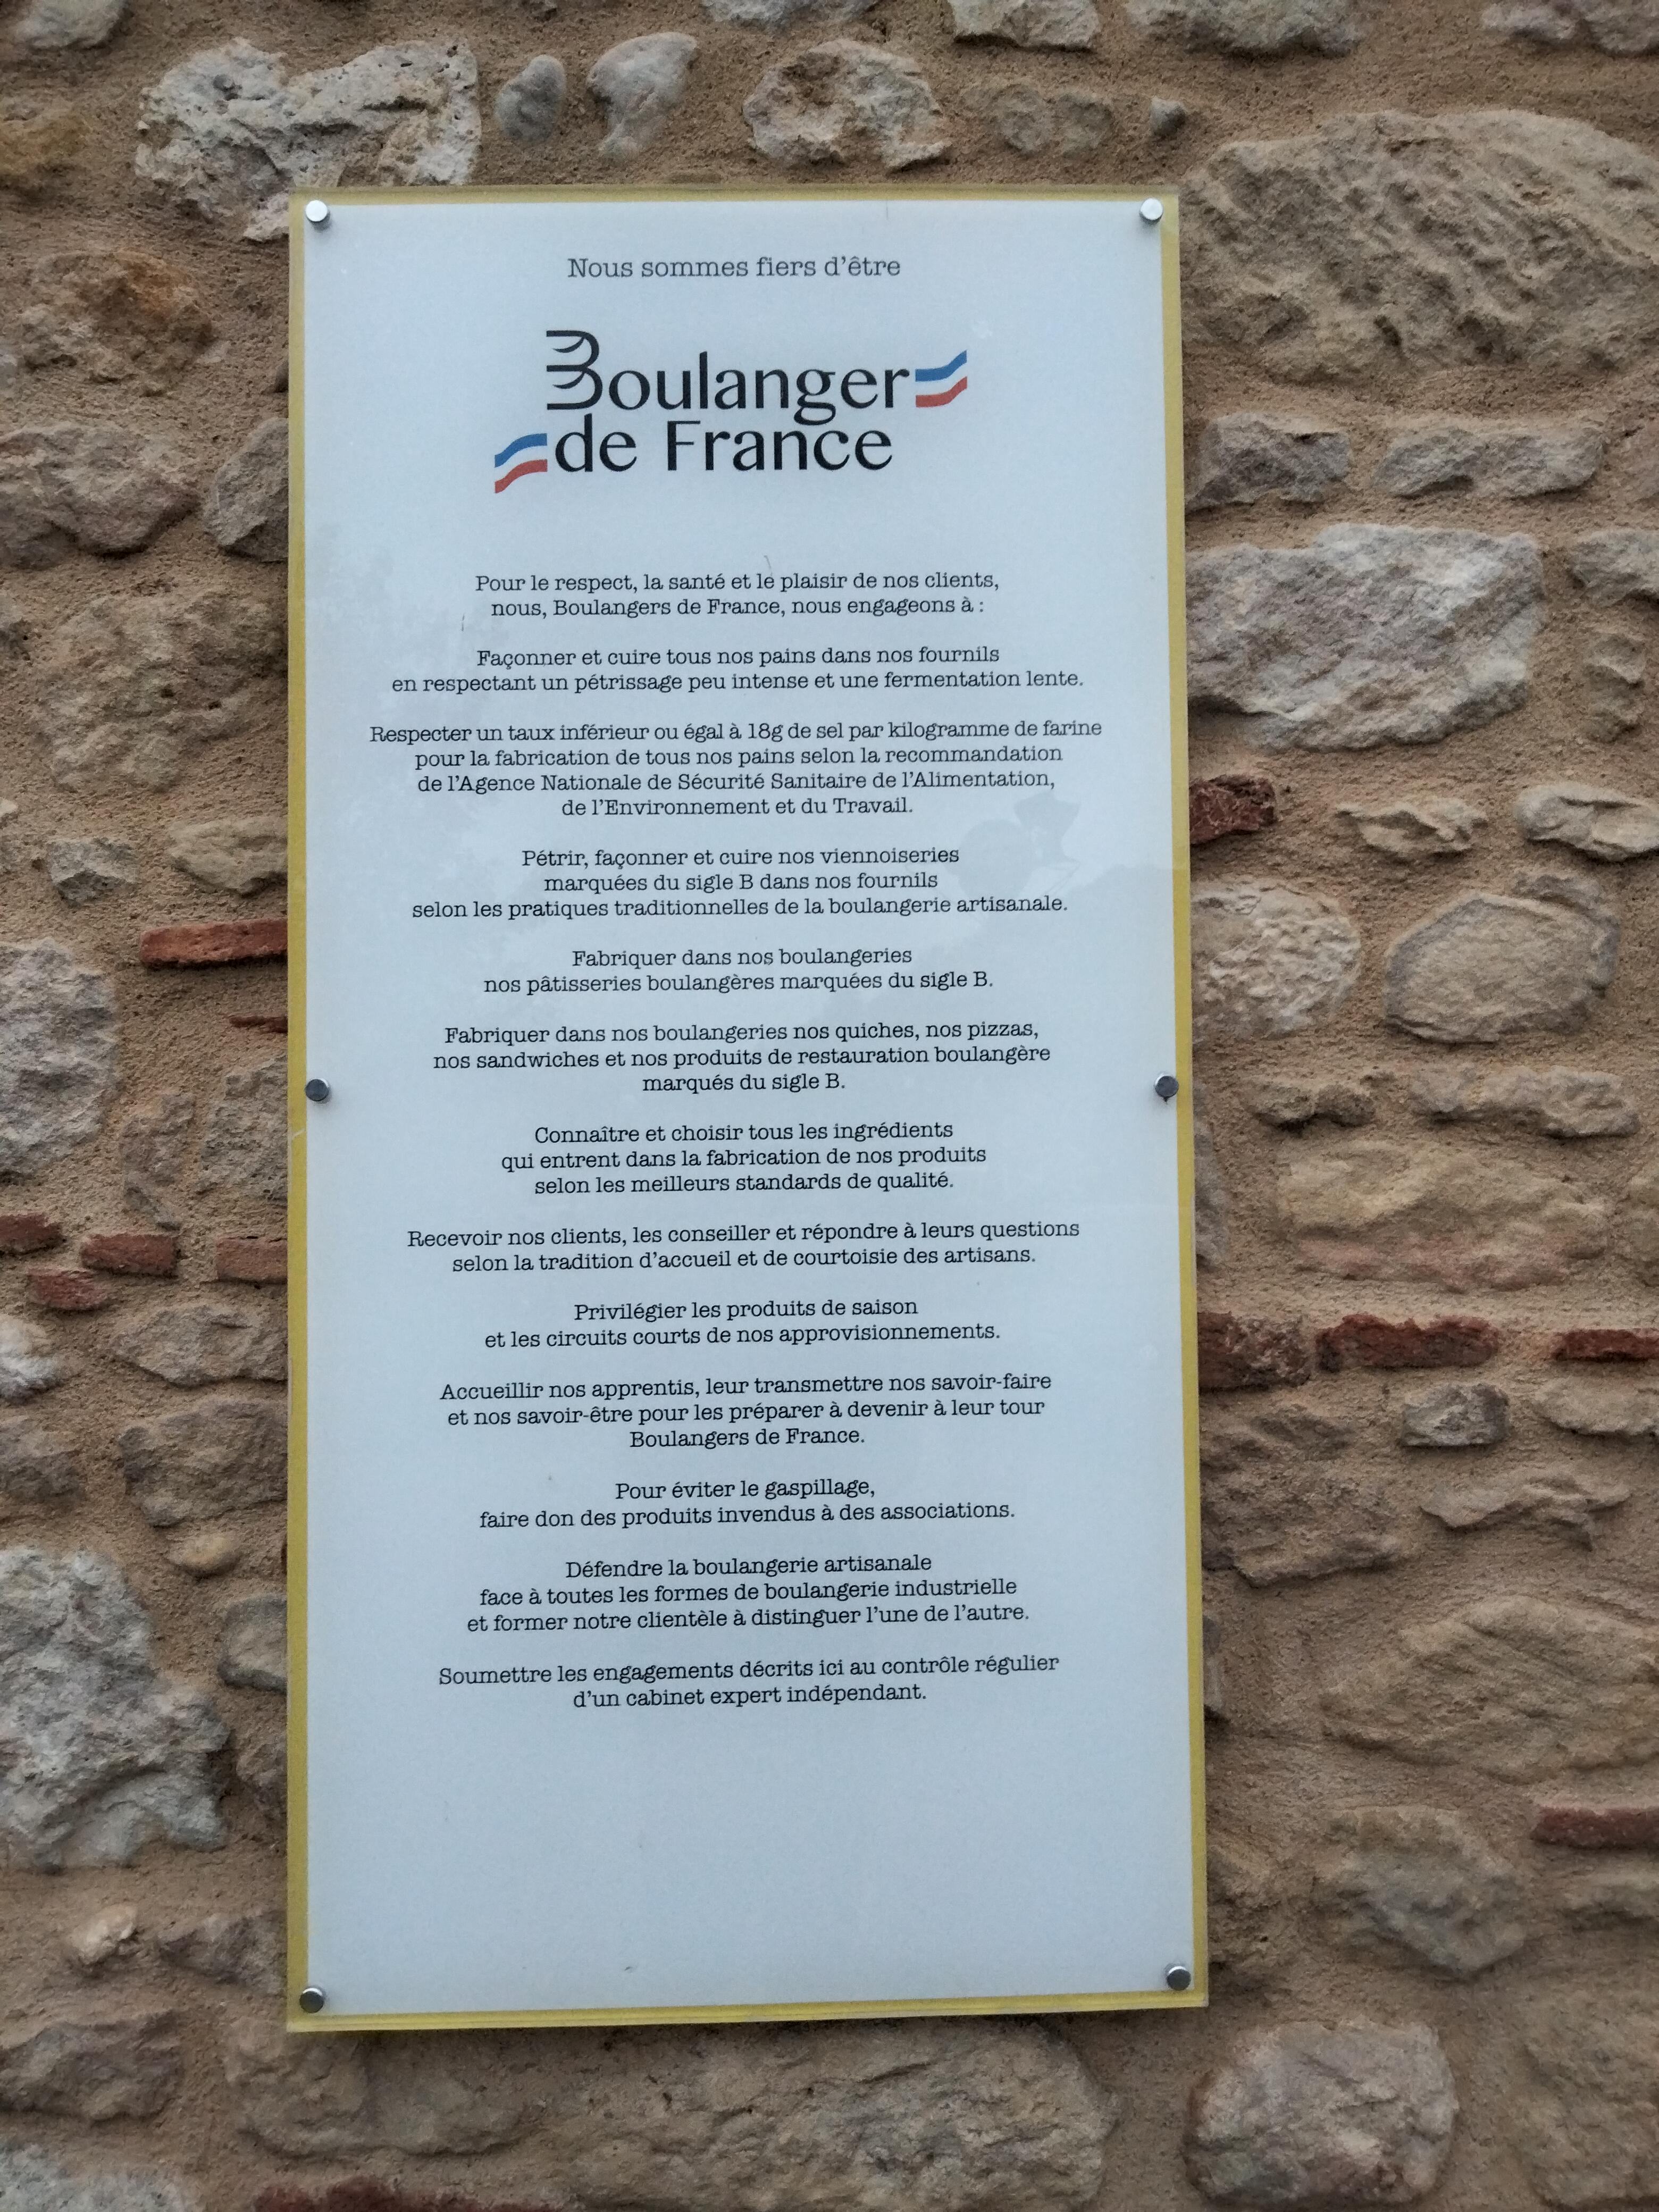 Nous sommes fiers d'être
Boulanger
de France
Pour le respect, la santé et le plaisir de nos clients,
nous, Boulangers de France, nous engageons à :
Façonner et cuire tous nos pains dans nos fournils
en respectant un pétrissage peu intense et une fermentation lente.
Respecter un taux inférieur ou égal à 18g de sel par kilogramme de farine
pour la fabrication de tous nos pains selon la recommandation
de l'Agence Nationale de Sécurité Sanitaire de l'Alimentation,
de l'Environnement et du Travail.
Pétrir, façonner et cuire nos viennoiseries
marquées du sigle B dans nos fournils
selon les pratiques traditionnelles de la boulangerie artisanale.
Fabriquer dans nos boulangeries
nos pâtisseries boulangères marquées du sigle B.
Fabriquer dans nos boulangeries nos quiches, nos pizzas,
nos sandwiches et nos produits de restauration boulangère
marqués du sigle B.
Connaître et choisir tous les ingrédients
qui entrent dans la fabrication de nos produits
selon les meilleurs standards de qualité.
Recevoir nos clients, les conseiller et répondre à leurs questions
selon la tradition d'accueil et de courtoisie des artisans.
Privilégier les produits de saison
et les circuits courts de nos approvisionnements.
Accueillir nos apprentis, leur transmettre nos savoir-faire
et nos savoir-être pour les préparer à devenir à leur tour
Boulangers de France.
Pour éviter le gaspillage,
faire don des produits invendus à des associations.
Défendre la boulangerie artisanale
face à toutes les formes de boulangerie industrielle
et former notre clientèle à distinguer l'une de l'autre.
Soumettre les engagements décrits ici au contrôle régulier
d'un cabinet expert indépendant.